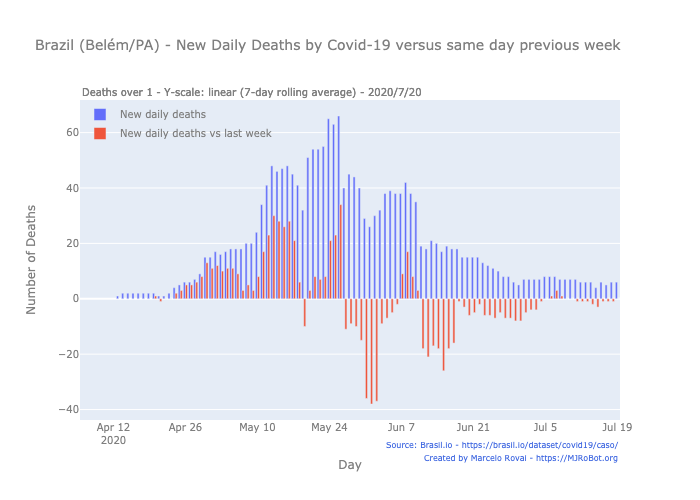 Brazil (Belém/PA) - New Daily Deaths by Covid-19 versus same day previous week
Deaths over 1 - Y-scale: linear (7-day rolling average) - 2020/7/20
New daily deaths
New daily deaths vs last week
Number of Deaths
60
40
20
0
−20
−40
Apr 12 Apr 26 May 10 May 24 Jun 7 Jun 21 Jul 5 Jul 19
2020
Source: Brasil.io - https://brasil.io/dataset/covid19/caso/
Created by Marcelo Rovai - https://MJRoBot.org
Day